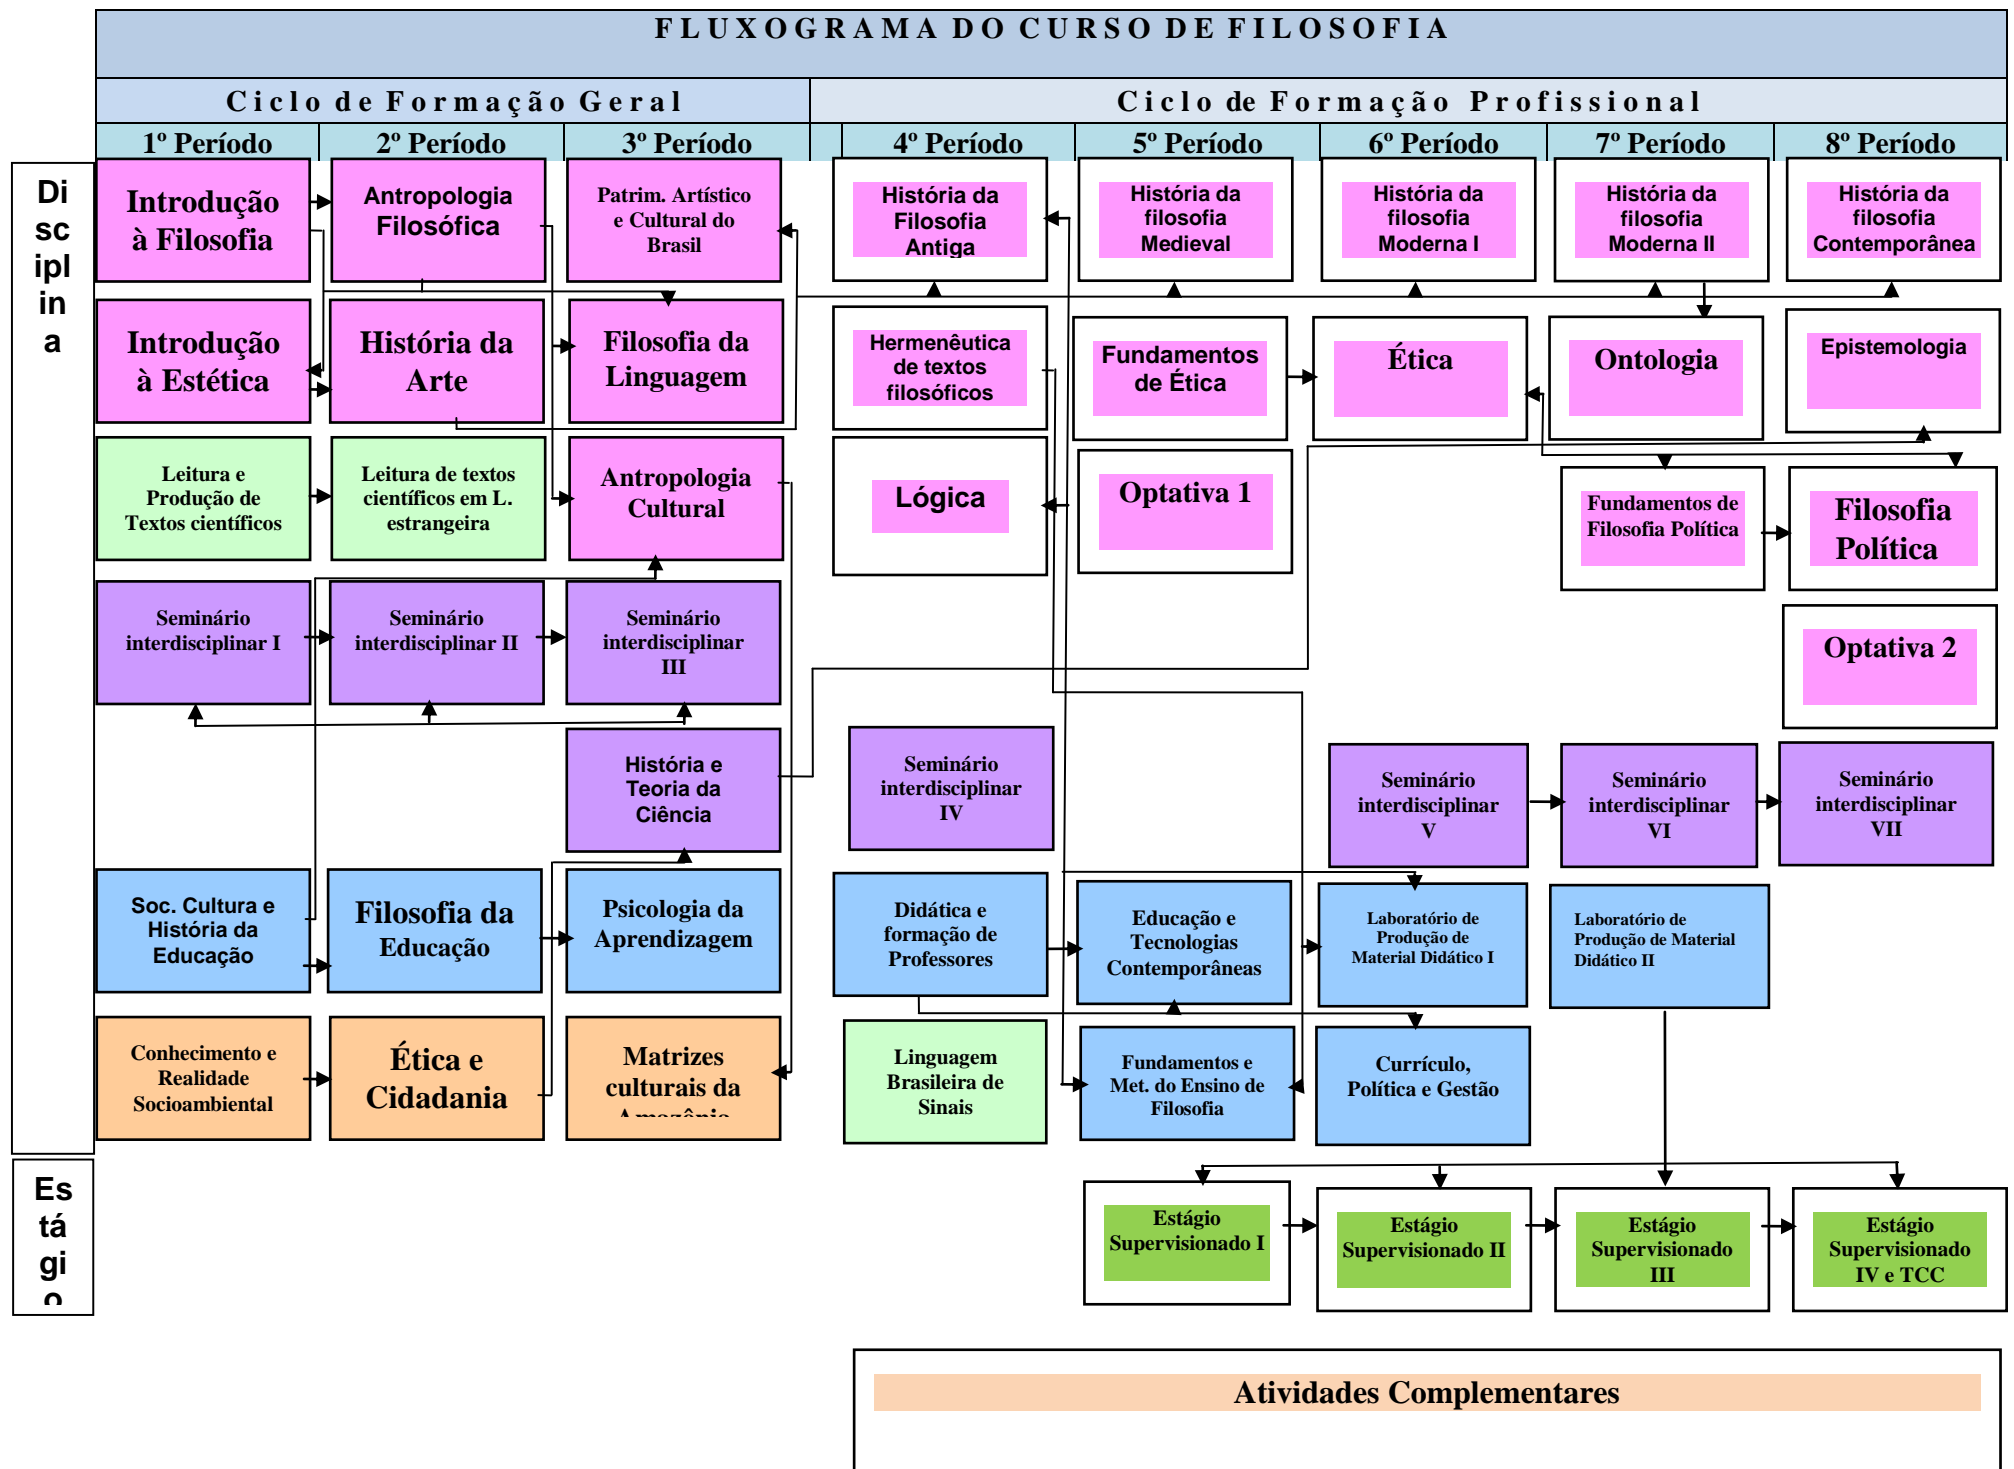 FLUXOGRAMA DO CURSO DE FILOSOFIA
Ciclo de Formação Geral
Ciclo de Formação Profissional
1º Período
2º Período
3º Período
4º Período
5º Período
6º Período
7º Período
8º Período
Di
sc
ipl
in
a
Introdução
à Filosofia
Antropologia
Filosófica
Patrim. Artístico
e Cultural do
Brasil
História da
Filosofia
Antiga
História da
filosofia
Medieval
História da
filosofia
Moderna I
História da
filosofia
Moderna II
História da
filosofia
Contemporânea
Introdução
à Estética
História da
Arte
Filosofia da
Linguagem
Hermenêutica
de textos
filosóficos
Fundamentos
de Ética
Ética
Ontologia
Epistemologia
Leitura e
Produção de
Textos científicos
Leitura de textos
científicos em L.
estrangeira
Antropologia
Cultural
Lógica
Optativa 1
Fundamentos de
Filosofia Política
Filosofia
Política
Seminário
interdisciplinar I
Seminário
interdisciplinar II
Seminário
interdisciplinar
III
Optativa 2
História e
Teoria da
Ciência
Seminário
interdisciplinar
IV
Seminário
interdisciplinar
V
Seminário
interdisciplinar
VI
Seminário
interdisciplinar
VII
Soc. Cultura e
História da
Educação
Filosofia da
Educação
Psicologia da
Aprendizagem
Didática e
formação de
Professores
Educação e
Tecnologias
Contemporâneas
Laboratório de
Produção de
Material Didático I
Laboratório de
Produção de Material
Didático II
Conhecimento e
Realidade
Socioambiental
Ética e
Cidadania
Matrizes
culturais da
Amazônia
Linguagem
Brasileira de
Sinais
Fundamentos e
Met. do Ensino de
Filosofia
Currículo,
Política e Gestão
Es
tá
gi
o
Estágio
Supervisionado I
Estágio
Supervisionado II
Estágio
Supervisionado
III
Estágio
Supervisionado
IV e TCC
Atividades Complementares